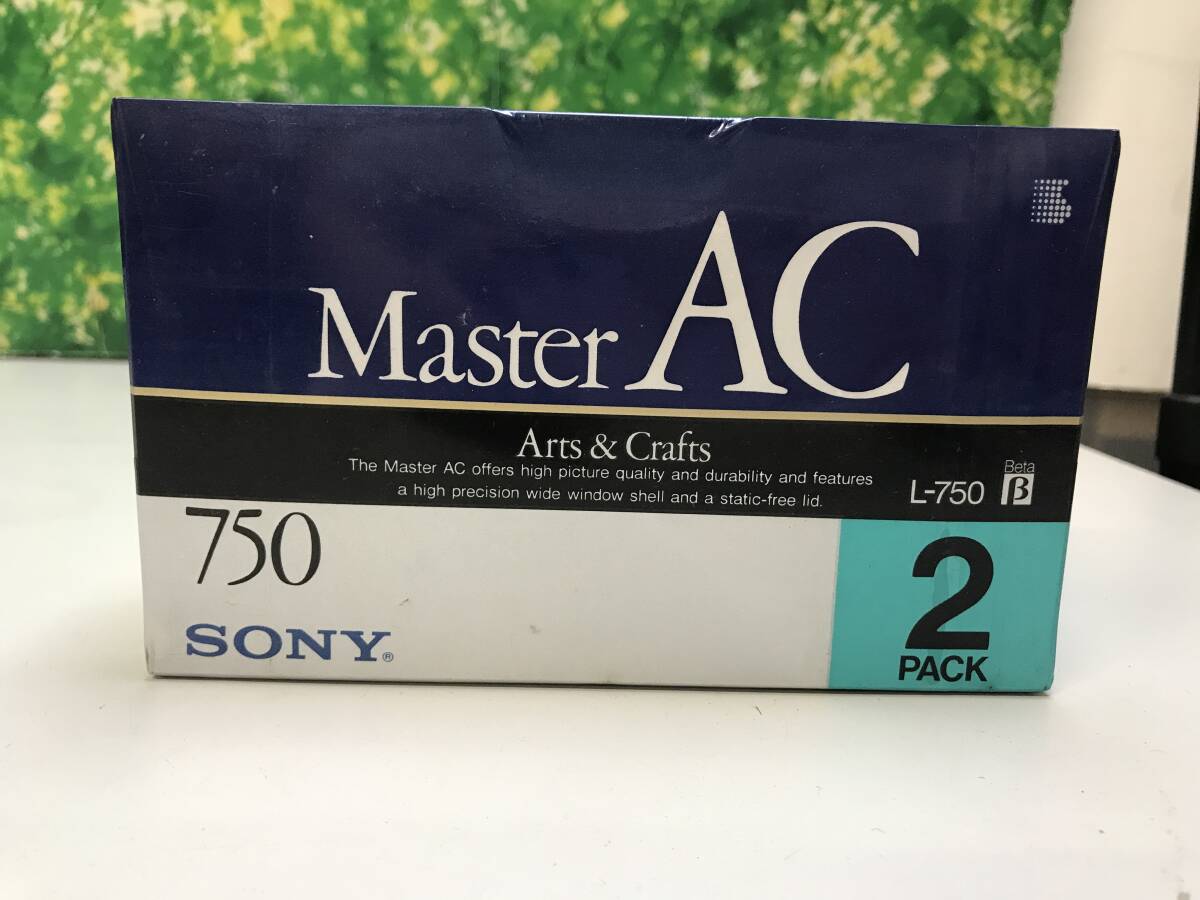 Master AC
Arts & Crafts
The Master AC offers high picture quality and durability and features
a high precision wide window shell and a static-free lid.
L-750
Beta
β
750
SONY®
2
PACK